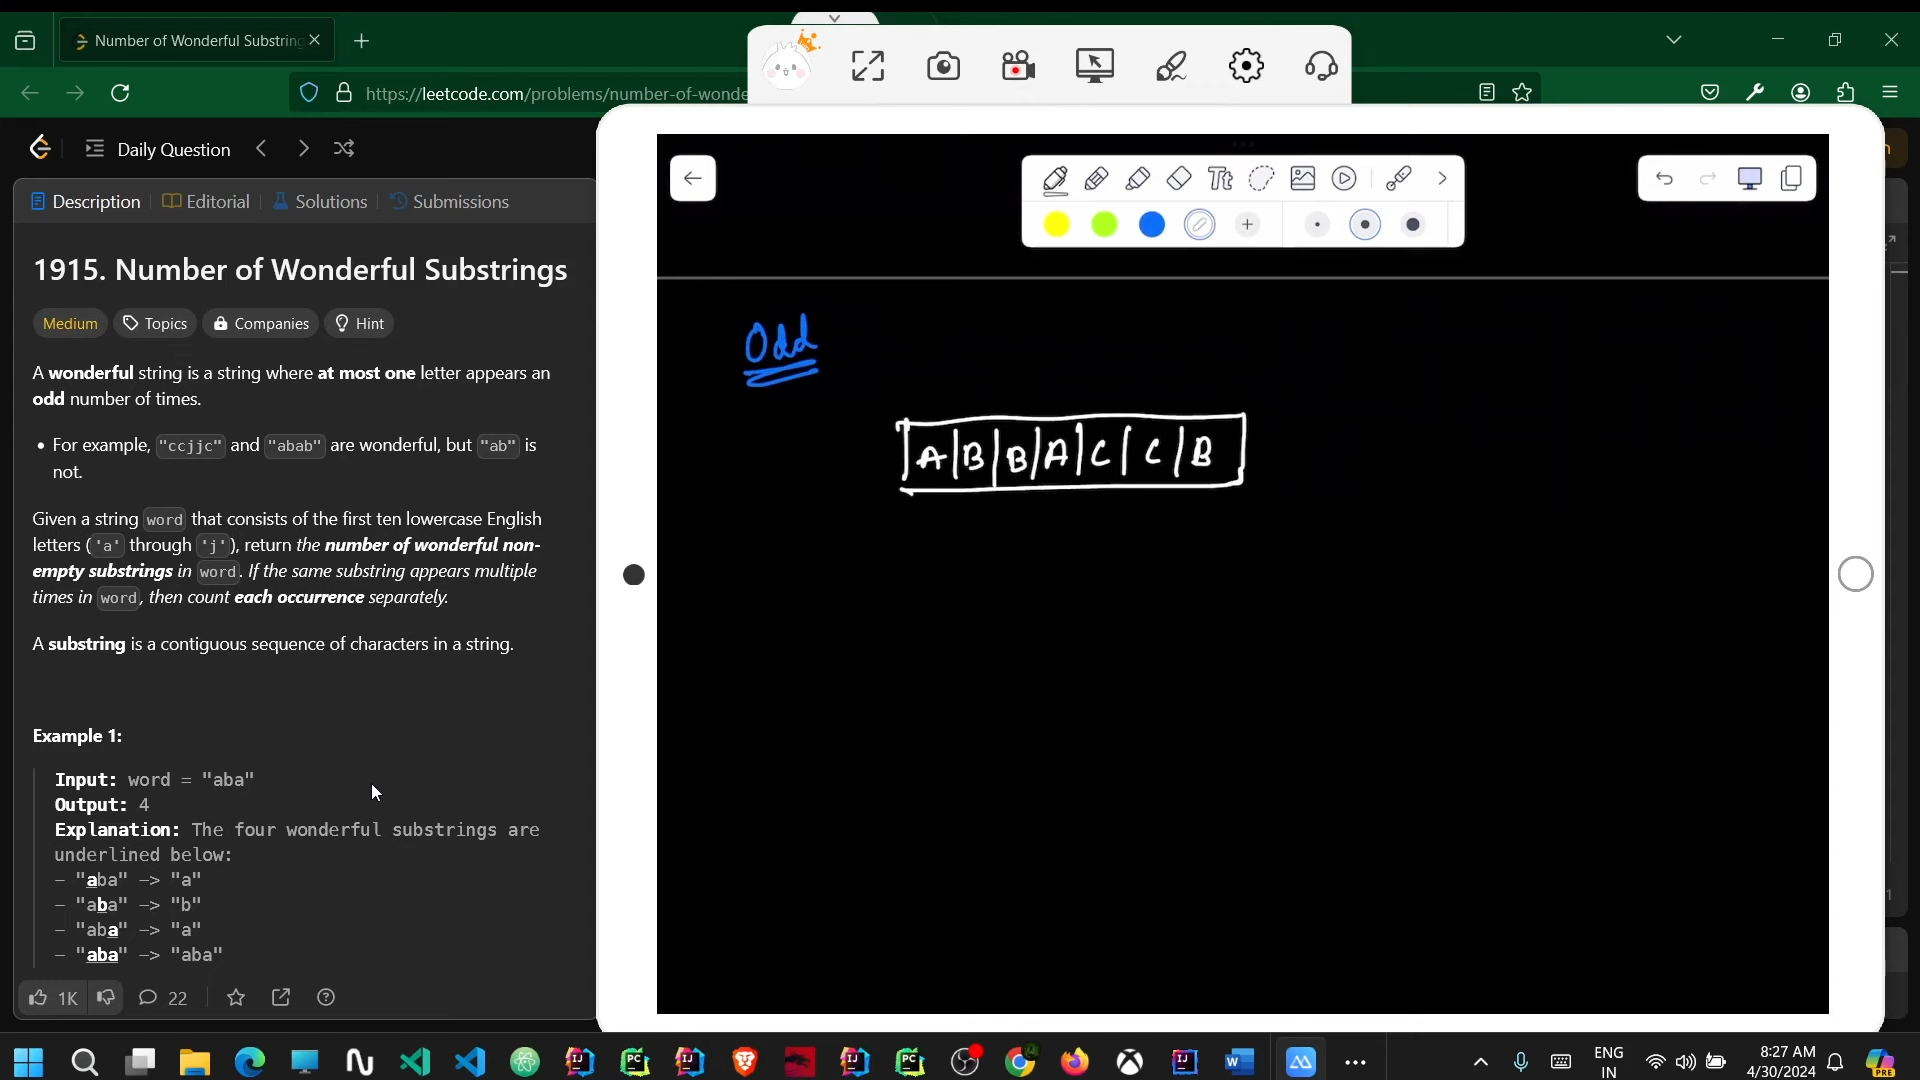 Number of Wonderful Substring
https://leetcode.com/problems/number-of-wonde
Daily Question
Description
Editorial
Solutions
Submissions
1915. Number of Wonderful Substrings
Medium
Topics
Companies
Hint
A wonderful string is a string where at most one letter appears an
odd number of times.
• For example, "ccjjc" and "abab" are wonderful, but "ab" is
not.
Given a string word that consists of the first ten lowercase English
letters ('a' through 'j'), return the number of wonderful non-
empty substrings in word. If the same substring appears multiple
times in word, then count each occurrence separately.
A substring is a contiguous sequence of characters in a string.
Example 1:
Input: word = "aba"
Output: 4
Explanation: The four wonderful substrings are
underlined below:
- "aba" -> "a"
- "aba" -> "b"
- "aba" -> "a"
- "aba" -> "aba"
1K
22
Tt
Odd
A|B|B|A|C|C|B
ENG
IN
8:27 AM
4/30/2024
PRE